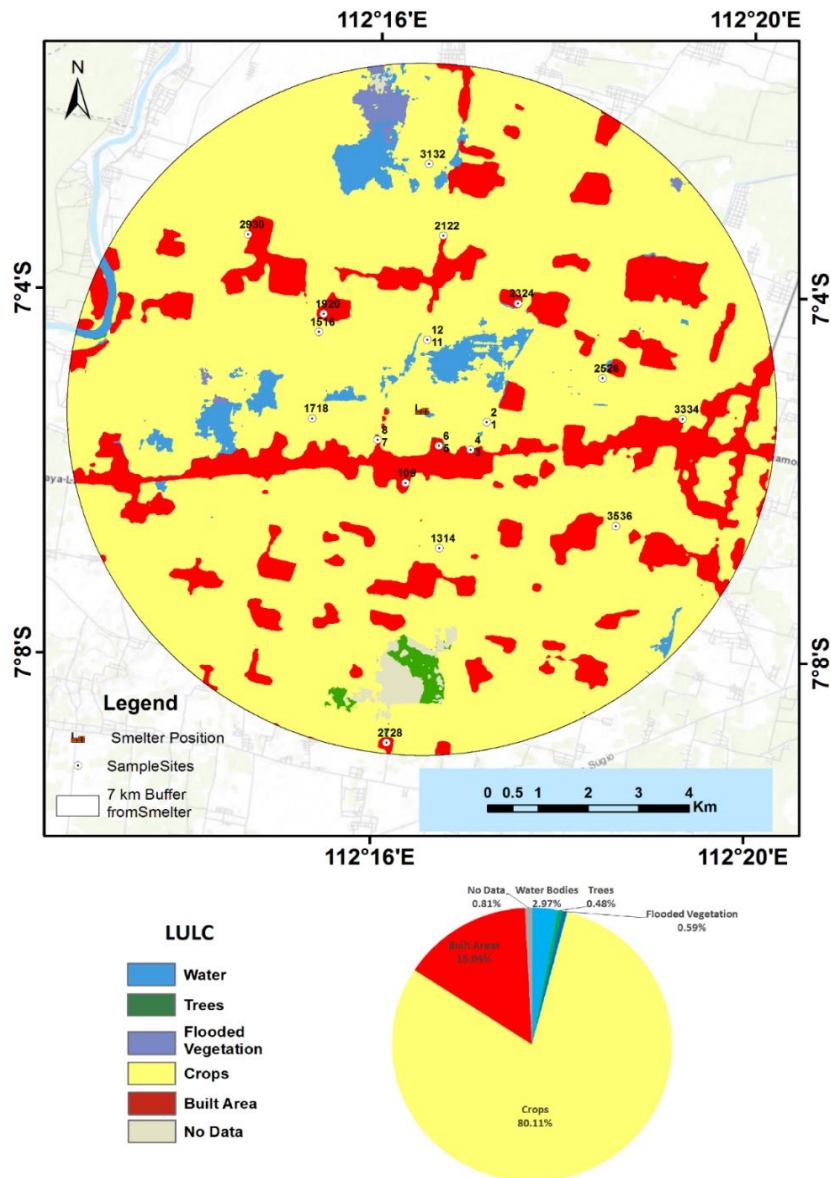 112°16'E
112°20'E
N
3132
2930
2122
7°4'S
7°4'S
2324
1920
1516
12
11
2526
1718
2
1
3334
8
7
6
5
4
3
109
3536
1314
7°8'S
7°8'S
Legend
Smelter Position
SampleSites
7 km Buffer
fromSmelter
2728
Sugio
0 0.5 1 2 3 4
Km
112°16'E
112°20'E
LULC
Water
Trees
Flooded
Vegetation
Crops
Built Area
No Data
No Data
0.81%
Water Bodies
2.97%
Trees
0.48%
Flooded Vegetation
0.59%
Built Areas
15.04%
Crops
80.11%